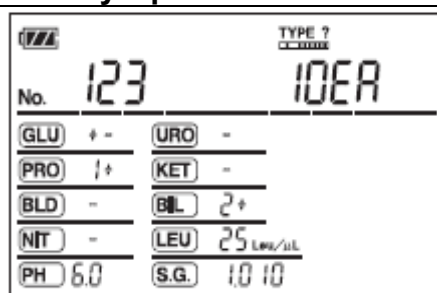 TYPE ?
No. 123 10EA
GLU + - URO -
PRO 1+ KET -
BLD - BIL 2+
NIT - LEU 25 Leu/uL
PH 6.0 S.G. 1.010